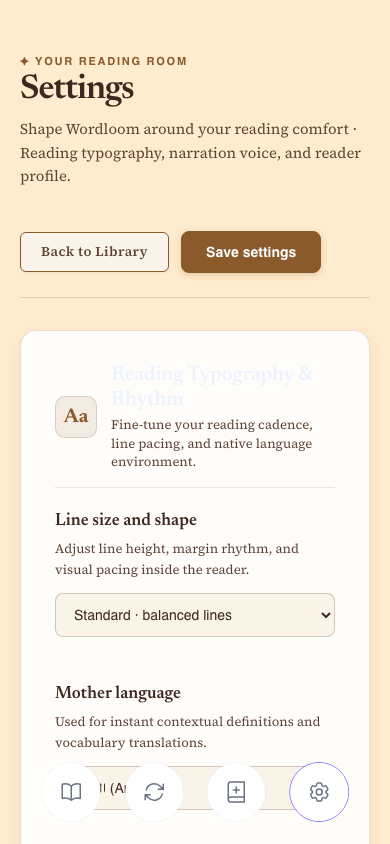 ✦ YOUR READING ROOM
Settings
Shape Wordloom around your reading comfort ·
Reading typography, narration voice, and reader
profile.
Back to Library
Save settings
Aa
Reading Typography &
Rhythm
Fine-tune your reading cadence,
line pacing, and native language
environment.
Line size and shape
Adjust line height, margin rhythm, and
visual pacing inside the reader.
Standard · balanced lines
Mother language
Used for instant contextual definitions and
vocabulary translations.